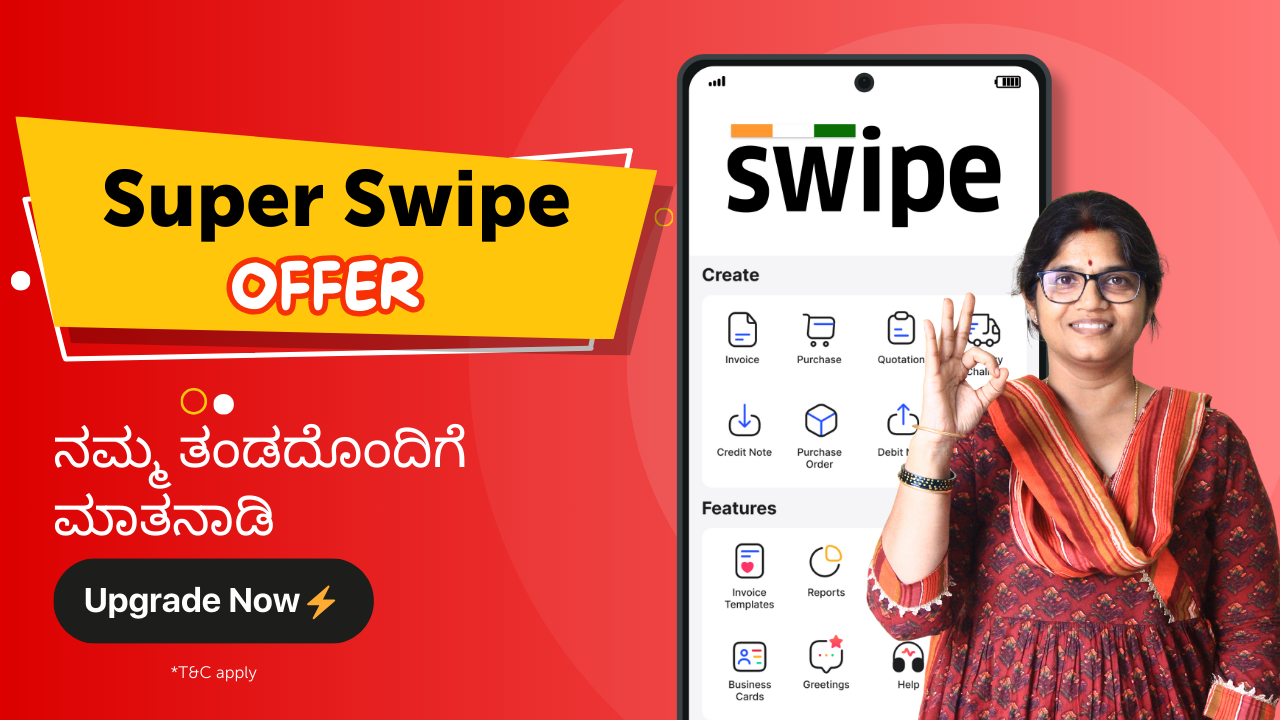 Super Swipe
OFFER
ನಮ್ಮ ತಂಡದೊಂದಿಗೆ
ಮಾತನಾಡಿ
Upgrade Now⚡
*T&C apply
swipe
Create
Invoice
Purchase
Quotation
Credit Note
Purchase
Order
Debit
Features
Invoice
Templates
Reports
Business
Cards
Greetings
Help